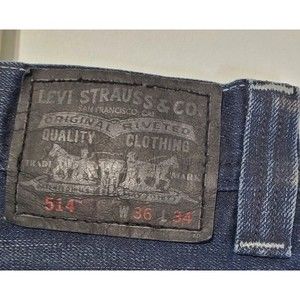 LEVI STRAUSS & CO.
SAN FRANCISCO, CAL
ORIGINAL RIVETED
QUALITY CLOTHING
TRADE MARK
514 W 36 L 34